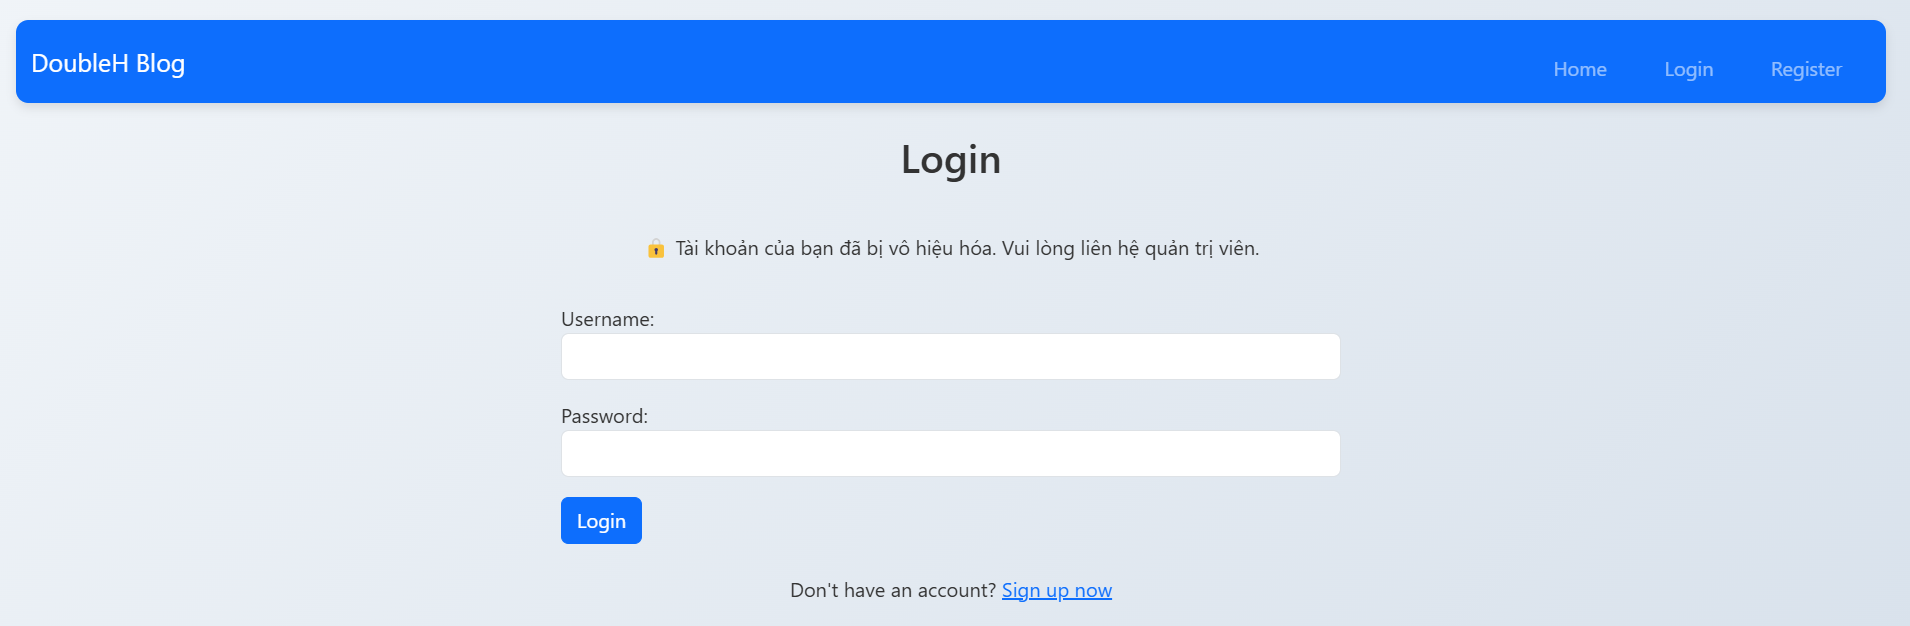 DoubleH Blog
Home Login Register
Login
🔒 Tài khoản của bạn đã bị vô hiệu hóa. Vui lòng liên hệ quản trị viên.
Username:
Password:
Login
Don't have an account? Sign up now